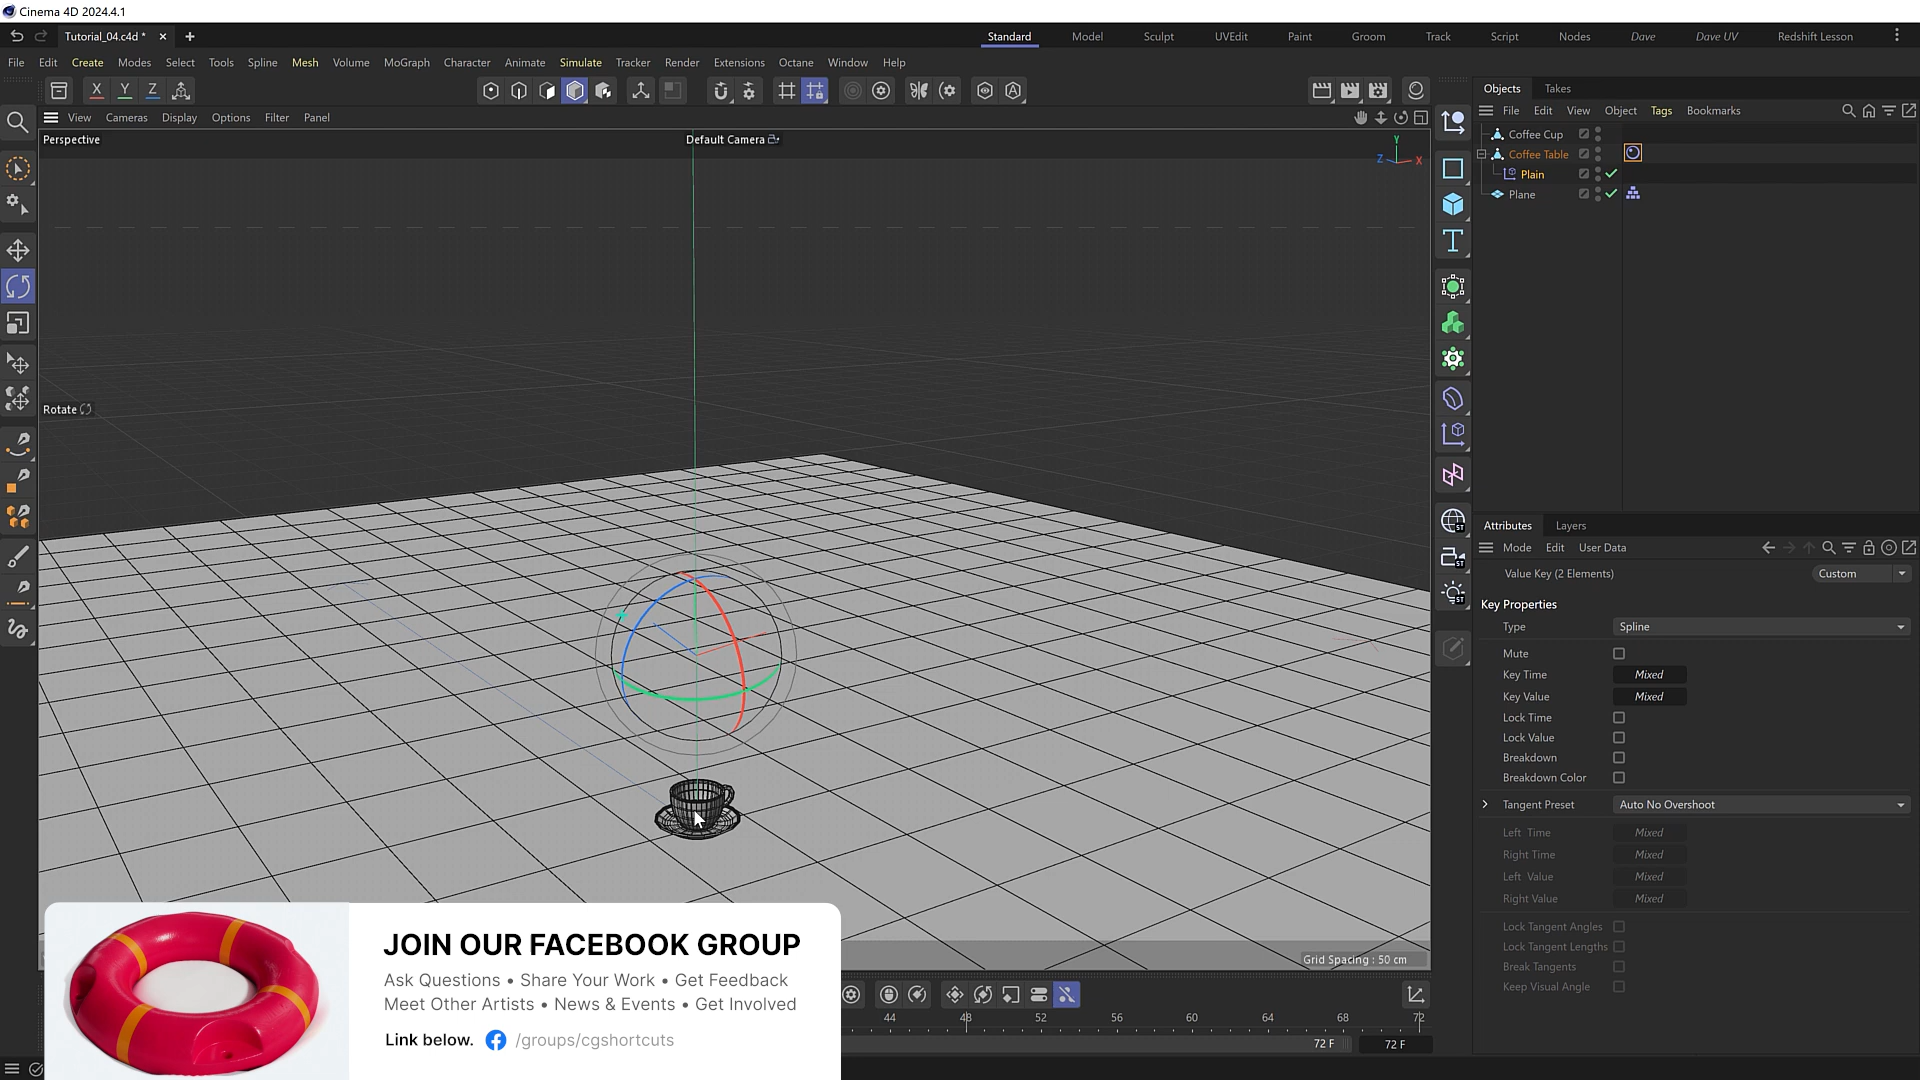 Cinema 4D 2024.4.1
Tutorial_04.c4d *
Standard
Model
Sculpt
UVEdit
Paint
Groom
Track
Script
Nodes
Dave
Dave UV
Redshift Lesson
File
Edit
Create
Modes
Select
Tools
Spline
Mesh
Volume
MoGraph
Character
Animate
Simulate
Tracker
Render
Extensions
Octane
Window
Help
X
Y
Z
View
Cameras
Display
Options
Filter
Panel
Perspective
Default Camera
Y
Z
X
Rotate
Grid Spacing : 50 cm
Objects
Takes
File
Edit
View
Object
Tags
Bookmarks
Coffee Cup
Coffee Table
Plain
Plane
Attributes
Layers
Mode
Edit
User Data
Value Key (2 Elements)
Custom
Key Properties
Type
Spline
Mute
Key Time
Mixed
Key Value
Mixed
Lock Time
Lock Value
Breakdown
Breakdown Color
Tangent Preset
Auto No Overshoot
Left Time
Mixed
Right Time
Mixed
Left Value
Mixed
Right Value
Mixed
Lock Tangent Angles
Lock Tangent Lengths
Break Tangents
Keep Visual Angle
ST
ST
ST
JOIN OUR FACEBOOK GROUP
Ask Questions • Share Your Work • Get Feedback
Meet Other Artists • News & Events • Get Involved
Link below.
/groups/cgshortcuts
44
48
52
56
60
64
68
72
72 F
72 F